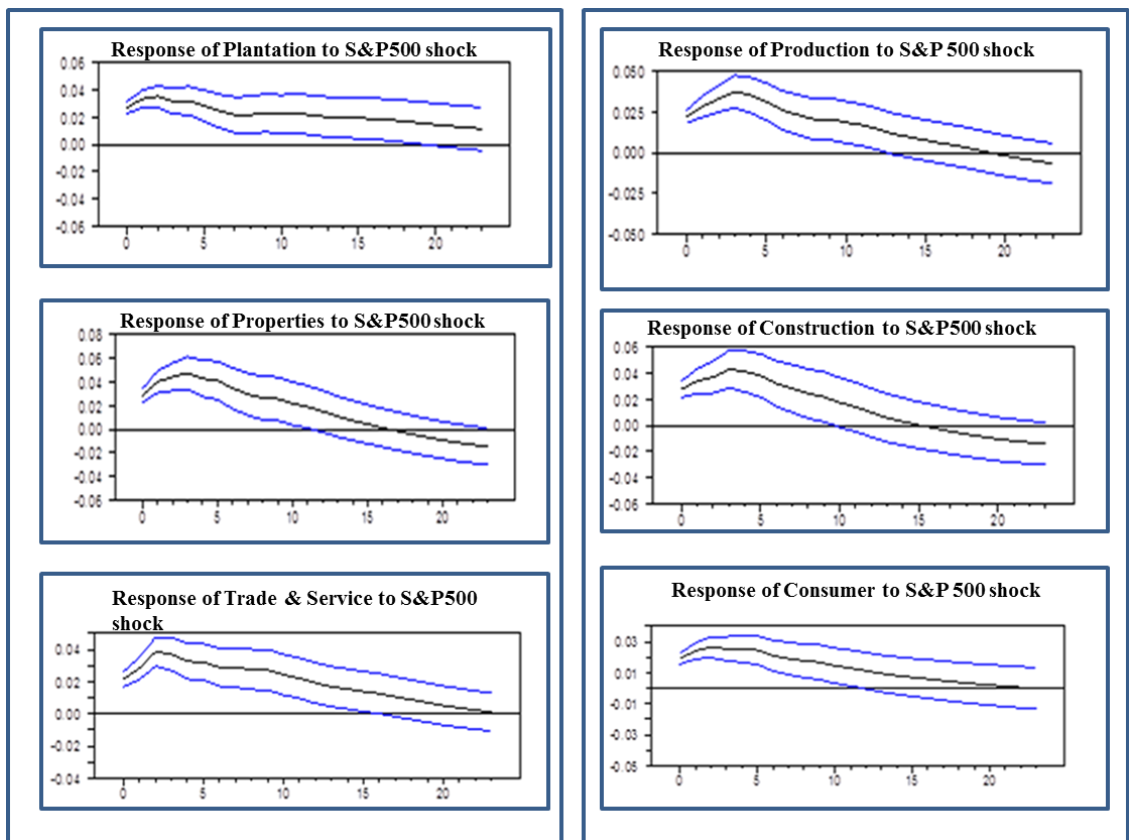 Response of Plantation to S&P500 shock
0.06
0.04
0.02
0.00
-0.02
-0.04
-0.06
0 5 10 15 20
Response of Production to S&P 500 shock
0.050
0.025
0.000
-0.025
-0.050
0 5 10 15 20
Response of Properties to S&P500 shock
0.08
0.06
0.04
0.02
0.00
-0.02
-0.04
-0.06
0 5 10 15 20
Response of Construction to S&P500 shock
0.06
0.04
0.02
0.00
-0.02
-0.04
-0.06
0 5 10 15 20
Response of Trade & Service to S&P500
shock
0.04
0.02
0.00
-0.02
-0.04
0 5 10 15 20
Response of Consumer to S&P 500 shock
0.03
0.01
-0.01
-0.03
-0.05
0 5 10 15 20